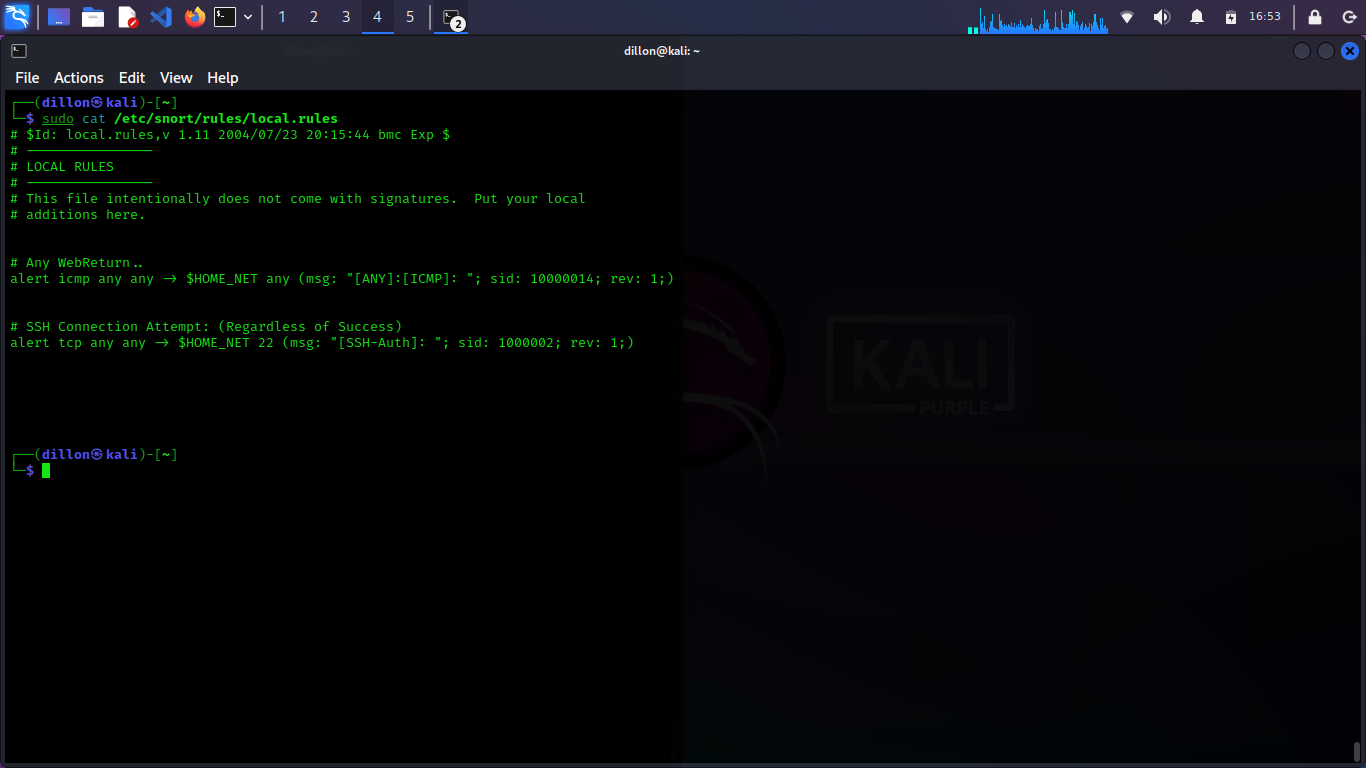 1 2 3 4 5 2 16:53
dillon@kali: ~
File Actions Edit View Help
┌──(dillon㉿kali)-[~]
└─$ sudo cat /etc/snort/rules/local.rules
# $Id: local.rules,v 1.11 2004/07/23 20:15:44 bmc Exp $
# ----------------
# LOCAL RULES
# ----------------
# This file intentionally does not come with signatures.  Put your local
# additions here.
# Any WebReturn..
alert icmp any any -> $HOME_NET any (msg: "[ANY]:[ICMP]: "; sid: 10000014; rev: 1;)
# SSH Connection Attempt: (Regardless of Success)
alert tcp any any -> $HOME_NET 22 (msg: "[SSH-Auth]: "; sid: 1000002; rev: 1;)
┌──(dillon㉿kali)-[~]
└─$
KALI
PURPLE